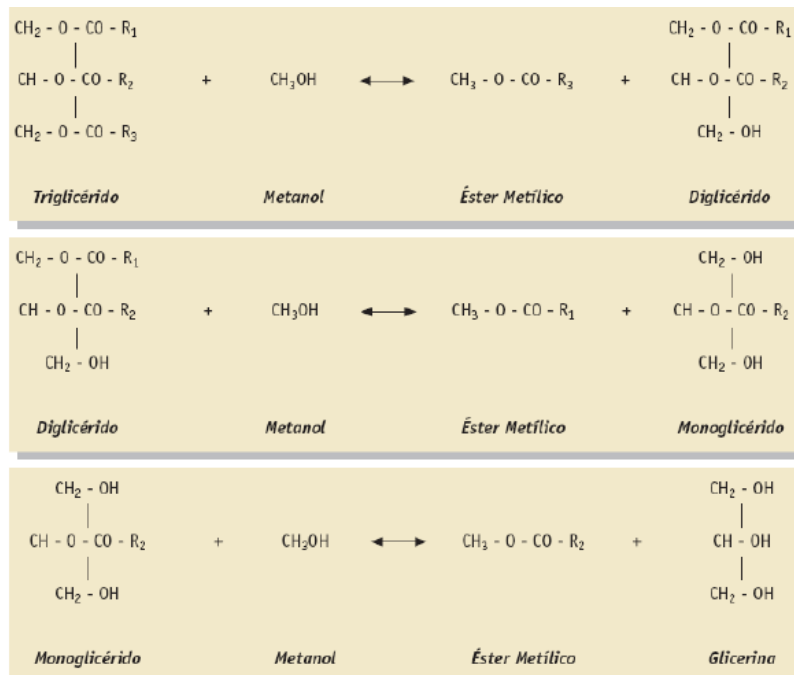 CH₂ - O - CO - R₁ CH₂ - O - CO - R₁
| |
CH - O - CO - R₂ + CH₃OH ◄──► CH₃ - O - CO - R₃ + CH - O - CO - R₂
| |
CH₂ - O - CO - R₃ CH₂ - OH
Triglicérido Metanol Éster Metílico Diglicérido
CH₂ - O - CO - R₁ CH₂ - OH
| |
CH - O - CO - R₂ + CH₃OH ◄──► CH₃ - O - CO - R₁ + CH - O - CO - R₂
| |
CH₂ - OH CH₂ - OH
Diglicérido Metanol Éster Metílico Monoglicérido
CH₂ - OH CH₂ - OH
| |
CH - O - CO - R₂ + CH₃OH ◄──► CH₃ - O - CO - R₂ + CH - OH
| |
CH₂ - OH CH₂ - OH
Monoglicérido Metanol Éster Metílico Glicerina